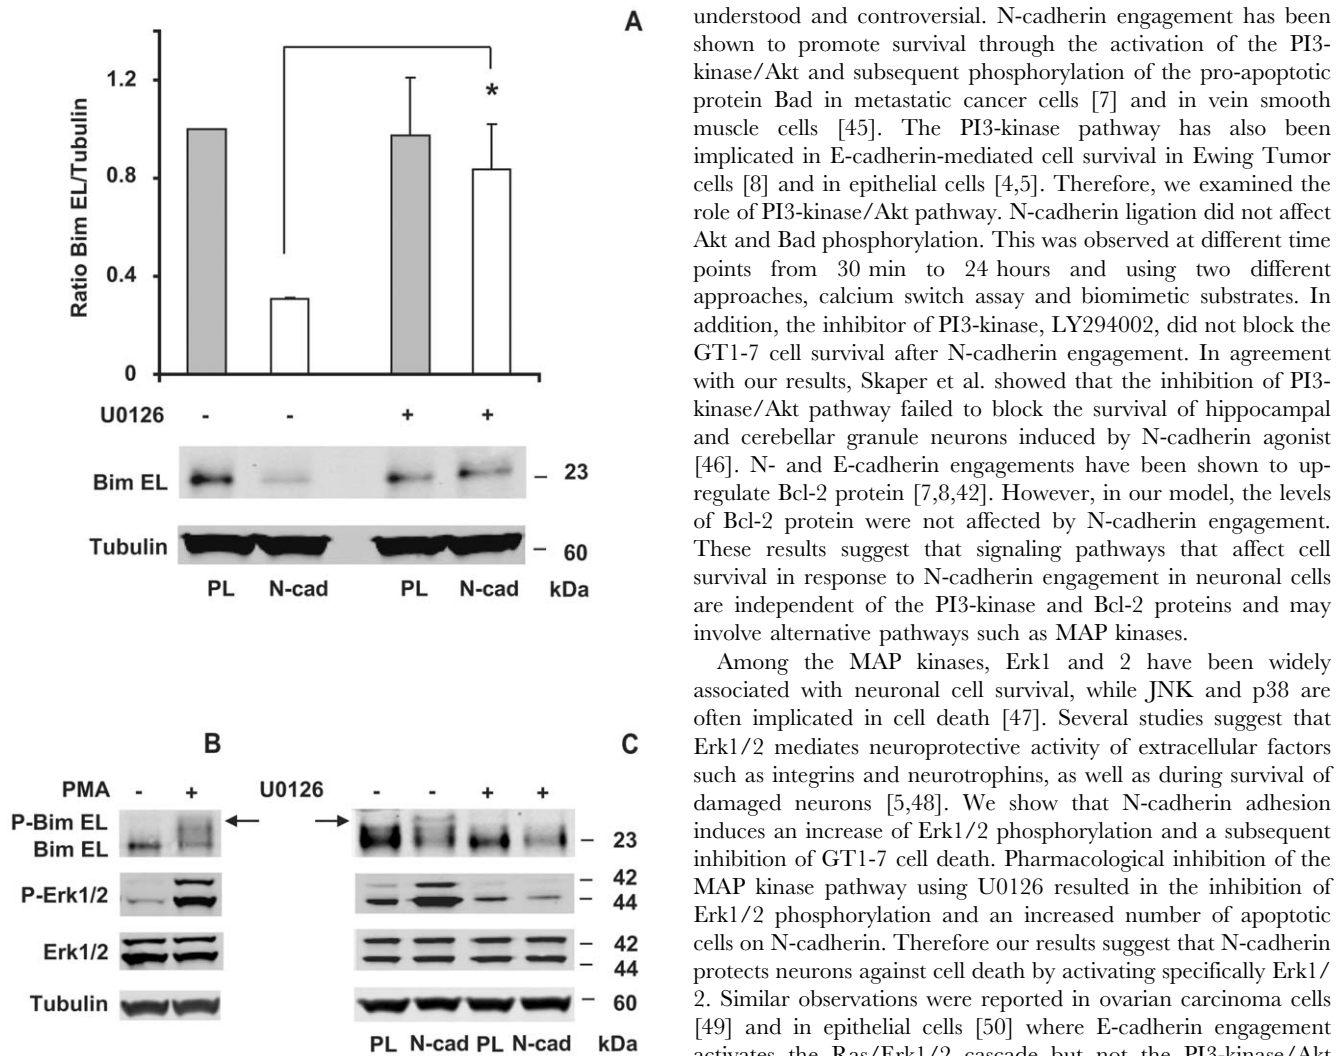 A
Ratio Bim EL/Tubulin
1.2
0.8
0.4
0
*
U0126 - - + +
Bim EL
23
Tubulin
60
PL N-cad PL N-cad kDa
B
C
PMA - + U0126 - - + +
P-Bim EL
Bim EL
23
P-Erk1/2
42
44
Erk1/2
42
44
Tubulin
60
PL N-cad PL N-cad kDa
understood and controversial. N-cadherin engagement has been
shown to promote survival through the activation of the PI3-
kinase/Akt and subsequent phosphorylation of the pro-apoptotic
protein Bad in metastatic cancer cells [7] and in vein smooth
muscle cells [45]. The PI3-kinase pathway has also been
implicated in E-cadherin-mediated cell survival in Ewing Tumor
cells [8] and in epithelial cells [4,5]. Therefore, we examined the
role of PI3-kinase/Akt pathway. N-cadherin ligation did not affect
Akt and Bad phosphorylation. This was observed at different time
points from 30 min to 24 hours and using two different
approaches, calcium switch assay and biomimetic substrates. In
addition, the inhibitor of PI3-kinase, LY294002, did not block the
GT1-7 cell survival after N-cadherin engagement. In agreement
with our results, Skaper et al. showed that the inhibition of PI3-
kinase/Akt pathway failed to block the survival of hippocampal
and cerebellar granule neurons induced by N-cadherin agonist
[46]. N- and E-cadherin engagements have been shown to up-
regulate Bcl-2 protein [7,8,42]. However, in our model, the levels
of Bcl-2 protein were not affected by N-cadherin engagement.
These results suggest that signaling pathways that affect cell
survival in response to N-cadherin engagement in neuronal cells
are independent of the PI3-kinase and Bcl-2 proteins and may
involve alternative pathways such as MAP kinases.
Among the MAP kinases, Erk1 and 2 have been widely
associated with neuronal cell survival, while JNK and p38 are
often implicated in cell death [47]. Several studies suggest that
Erk1/2 mediates neuroprotective activity of extracellular factors
such as integrins and neurotrophins, as well as during survival of
damaged neurons [5,48]. We show that N-cadherin adhesion
induces an increase of Erk1/2 phosphorylation and a subsequent
inhibition of GT1-7 cell death. Pharmacological inhibition of the
MAP kinase pathway using U0126 resulted in the inhibition of
Erk1/2 phosphorylation and an increased number of apoptotic
cells on N-cadherin. Therefore our results suggest that N-cadherin
protects neurons against cell death by activating specifically Erk1/
2. Similar observations were reported in ovarian carcinoma cells
[49] and in epithelial cells [50] where E-cadherin engagement
activates the Ras/Erk1/2 cascade but not the PI3-kinase/Akt